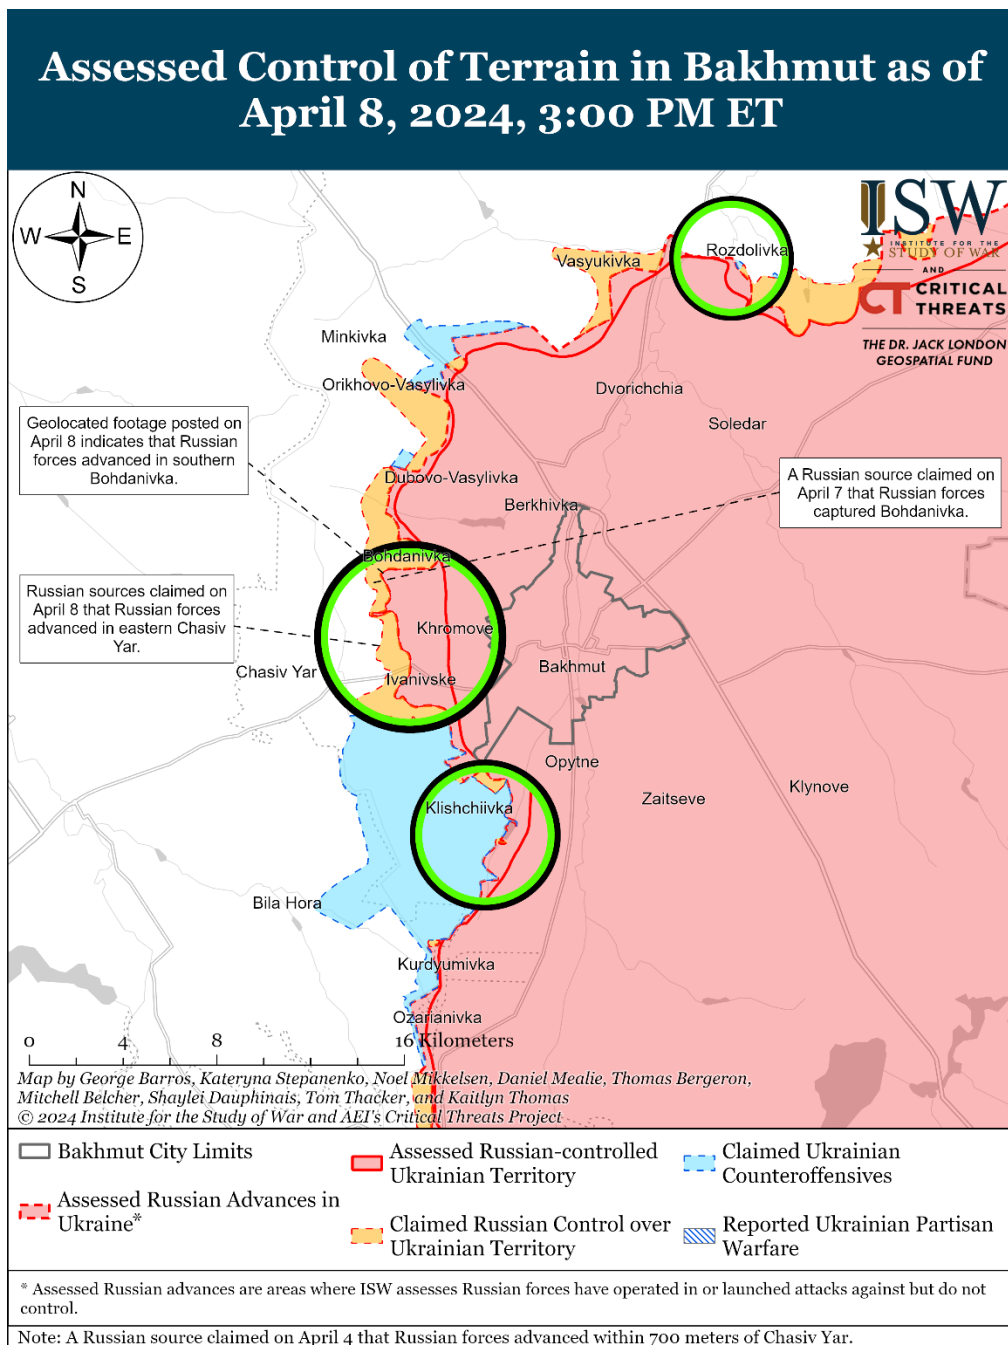 Assessed Control of Terrain in Bakhmut as of
April 8, 2024, 3:00 PM ET
N
W E
S
ISW
INSTITUTE FOR THE
STUDY OF WAR
AND
CT CRITICAL
THREATS
THE DR. JACK LONDON
GEOSPATIAL FUND
Rozdolivka
Vasyukivka
Minkivka
Orikhovo-Vasylivka
Dvorichchia
Soledar
Geolocated footage posted on
April 8 indicates that Russian
forces advanced in southern
Bohdanivka.
Dubovo-Vasylivka
Berkhivka
A Russian source claimed on
April 7 that Russian forces
captured Bohdanivka.
Bohdanivka
Russian sources claimed on
April 8 that Russian forces
advanced in eastern Chasiv
Yar.
Khromove
Chasiv Yar
Ivanivske
Bakhmut
Opytne
Klishchiivka
Zaitseve
Klynove
Bila Hora
Kurdyumivka
Ozarianivka
0 4 8 16 Kilometers
Map by George Barros, Kateryna Stepanenko, Noel Mikkelsen, Daniel Mealie, Thomas Bergeron,
Mitchell Belcher, Shaylei Dauphinais, Tom Thacker, and Kaitlyn Thomas
© 2024 Institute for the Study of War and AEI's Critical Threats Project
Bakhmut City Limits
Assessed Russian Advances in
Ukraine*
Assessed Russian-controlled
Ukrainian Territory
Claimed Russian Control over
Ukrainian Territory
Claimed Ukrainian
Counteroffensives
Reported Ukrainian Partisan
Warfare
* Assessed Russian advances are areas where ISW assesses Russian forces have operated in or launched attacks against but do not
control.
Note: A Russian source claimed on April 4 that Russian forces advanced within 700 meters of Chasiv Yar.